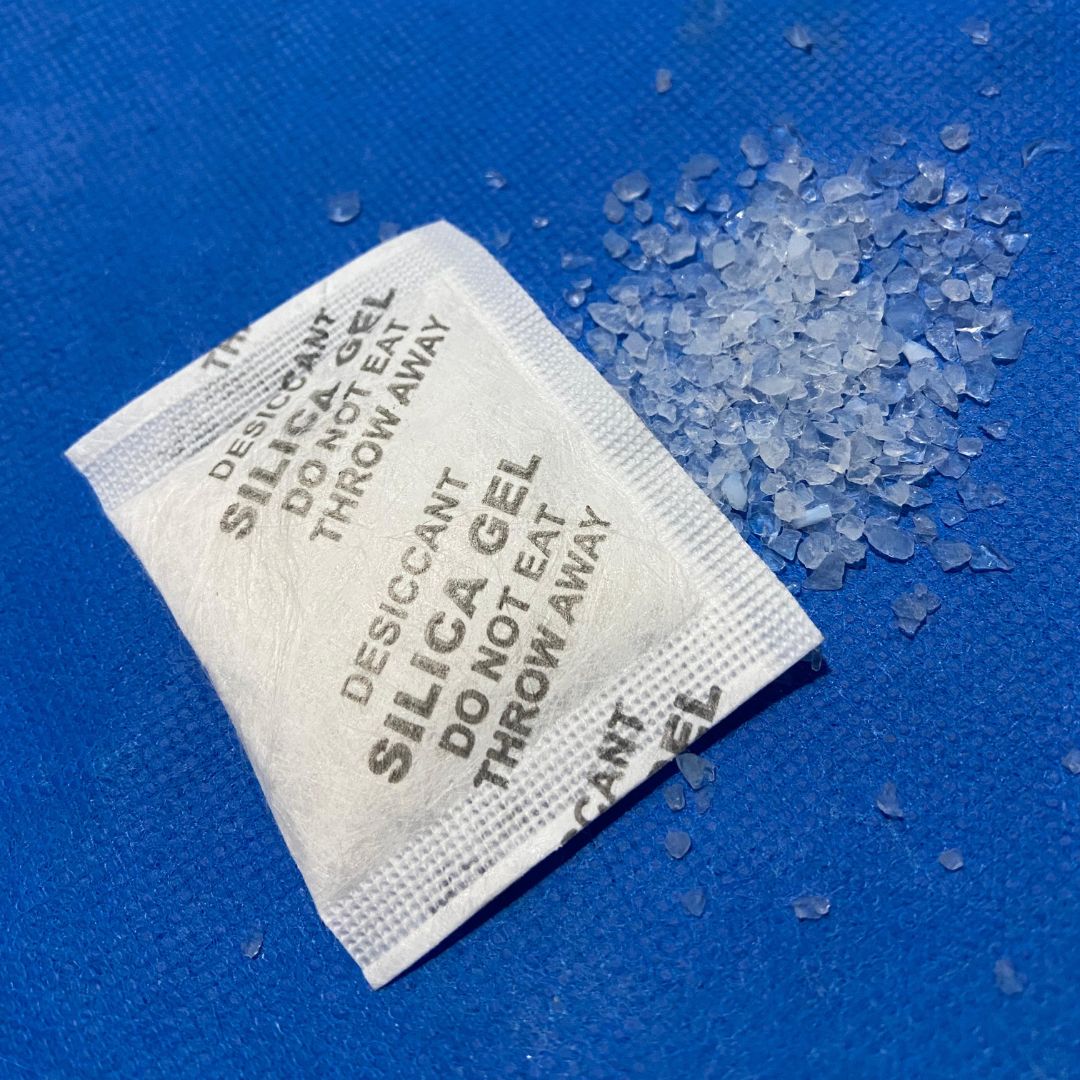 DESICCANT
SILICA GEL
DO NOT EAT
THROW AWAY
DESICCANT
SILICA GEL
DO NOT EAT
THROW AWAY